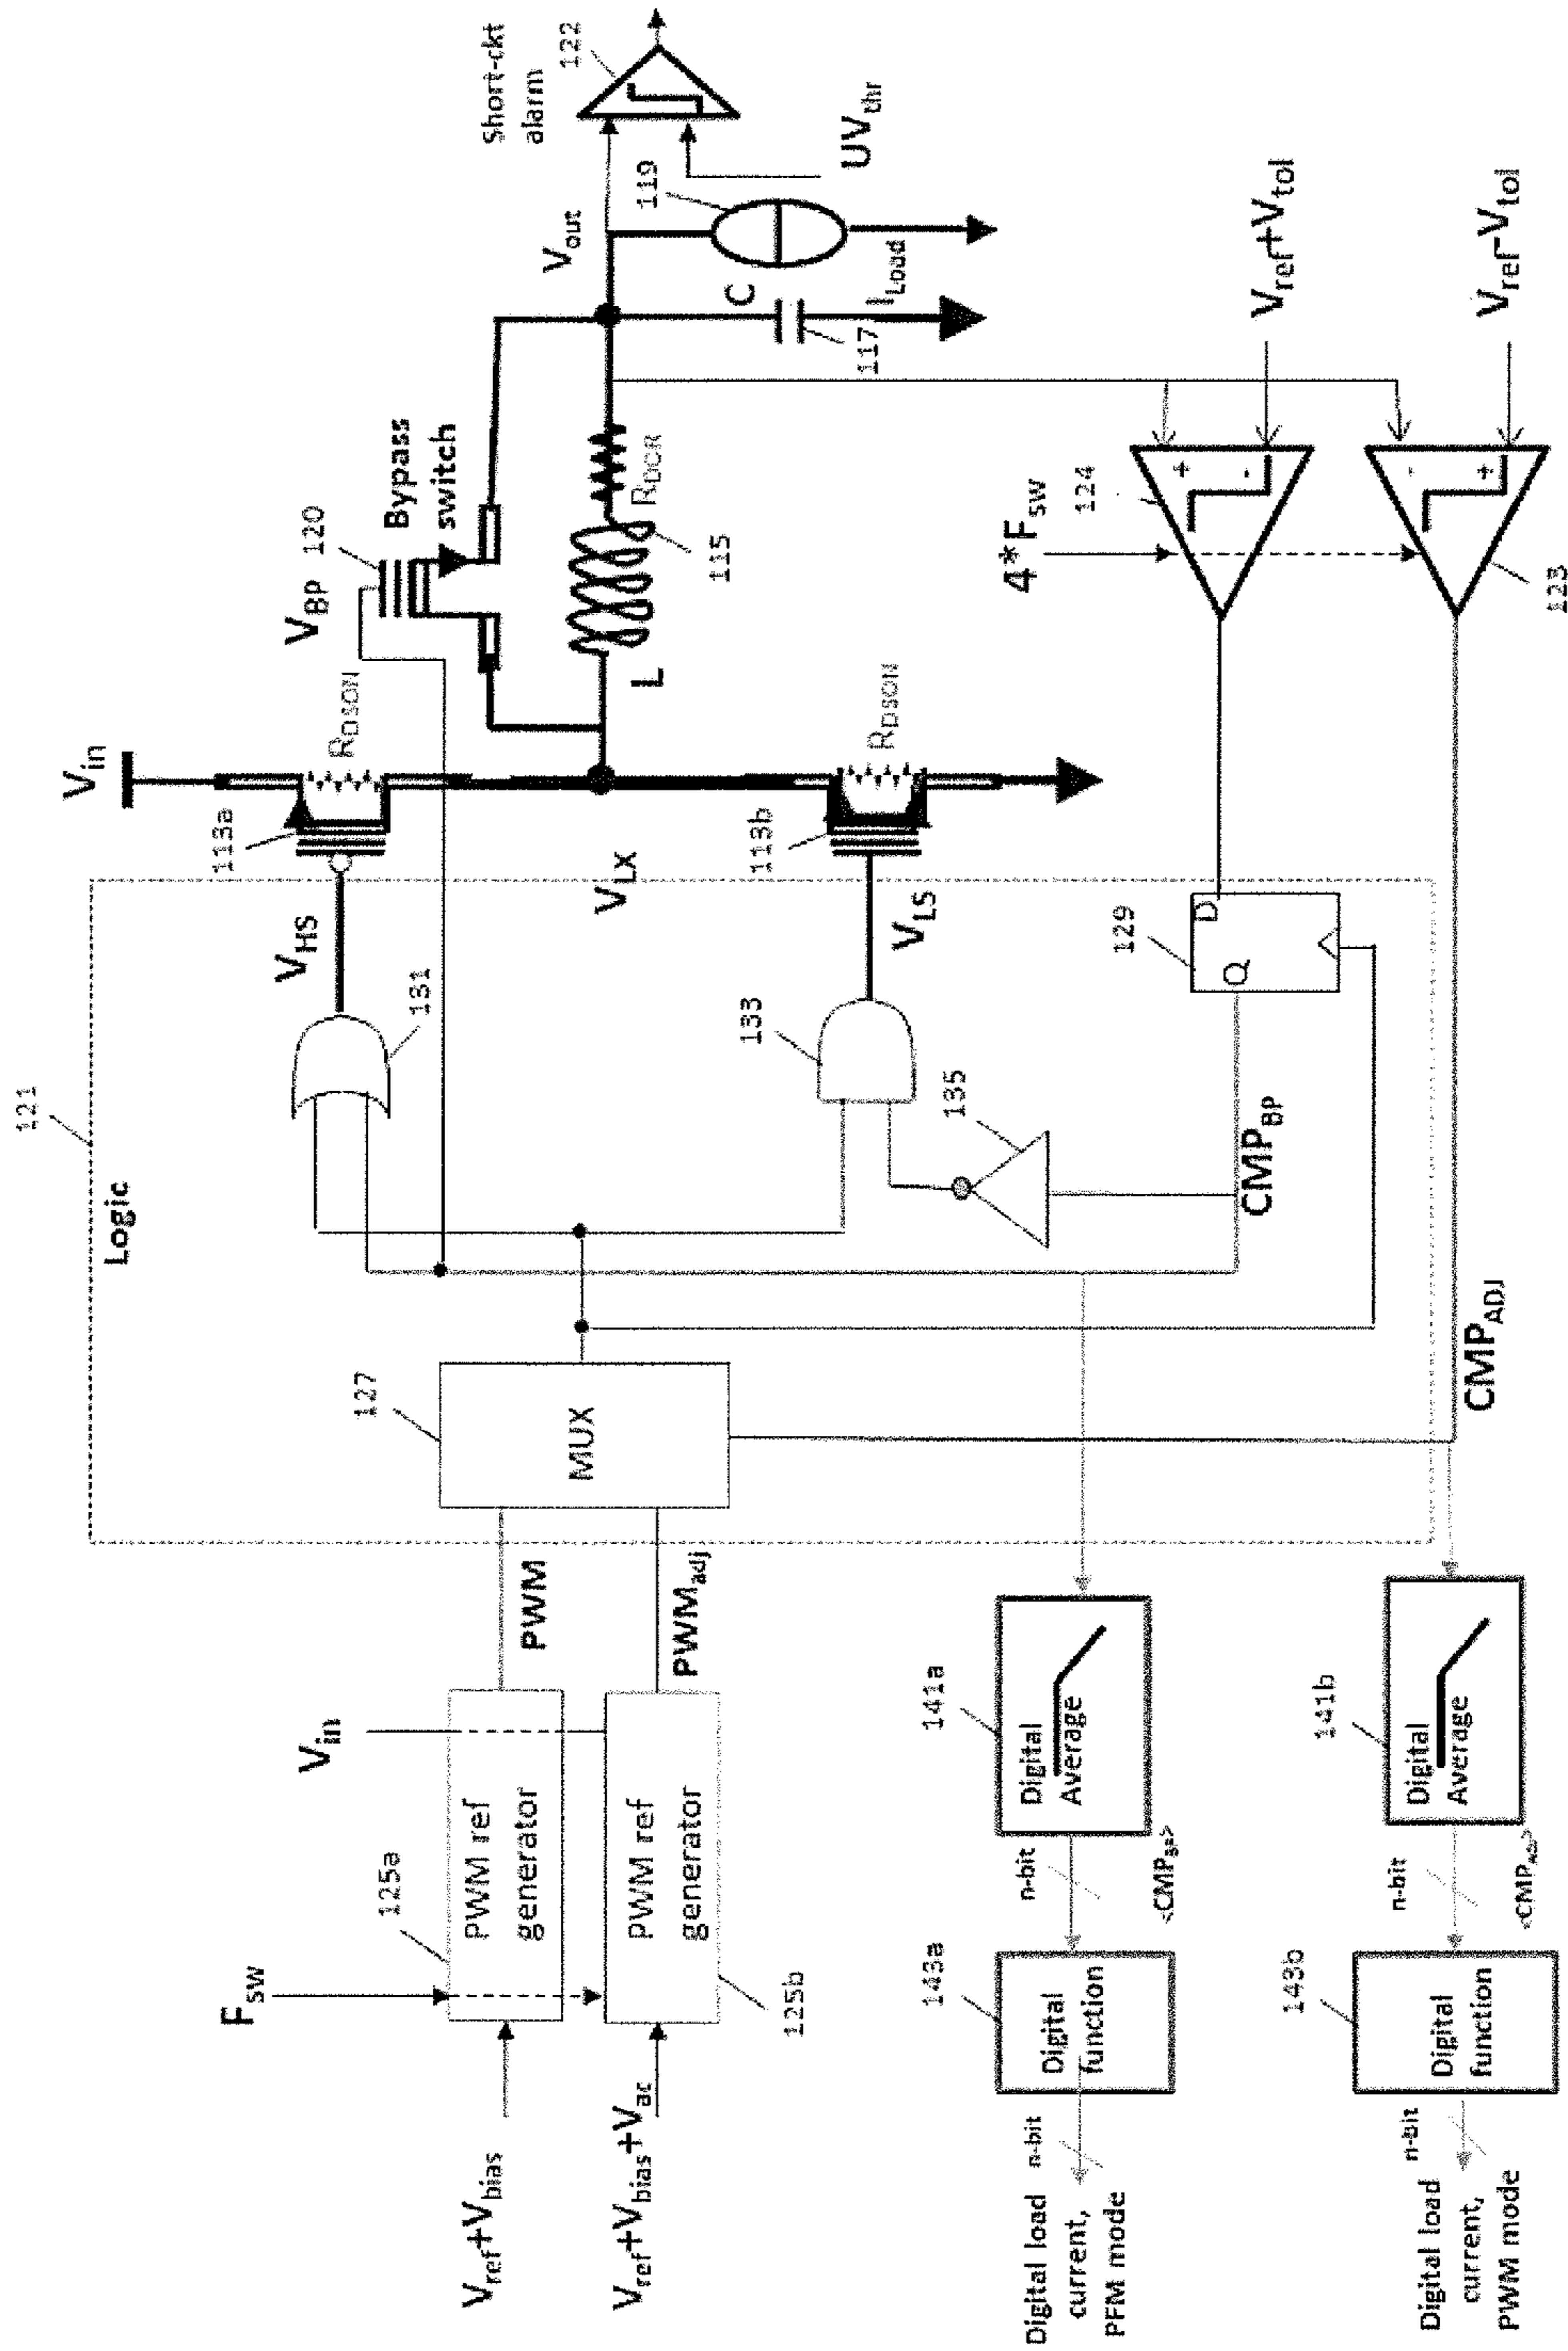 121
Logic
F_sw
V_in
125a
PWM ref
generator
V_ref+V_bias
PWM
PWM ref
generator
125b
V_ref+V_bias+V_ac
PWM_adj
127
MUX
131
V_HS
133
V_LS
135
CMP_BP
129
D
Q
CMP_ADJ
V_in
113a
R_DSON
V_LX
113b
R_DSON
V_BP
120
Bypass
switch
L
115
R_DCR
V_out
C
117
I_Load
119
Short-ckt
alarm
122
UV_thr
4*F_sw
124
+
-
V_ref+V_tol
123
-
+
V_ref-V_tol
141a
Digital
Average
n-bit
143a
Digital
function
n-bit
Digital load
current,
PFM mode
141b
Digital
Average
n-bit
<CMP_ADJ>
143b
Digital
function
n-bit
Digital load
current,
PWM mode